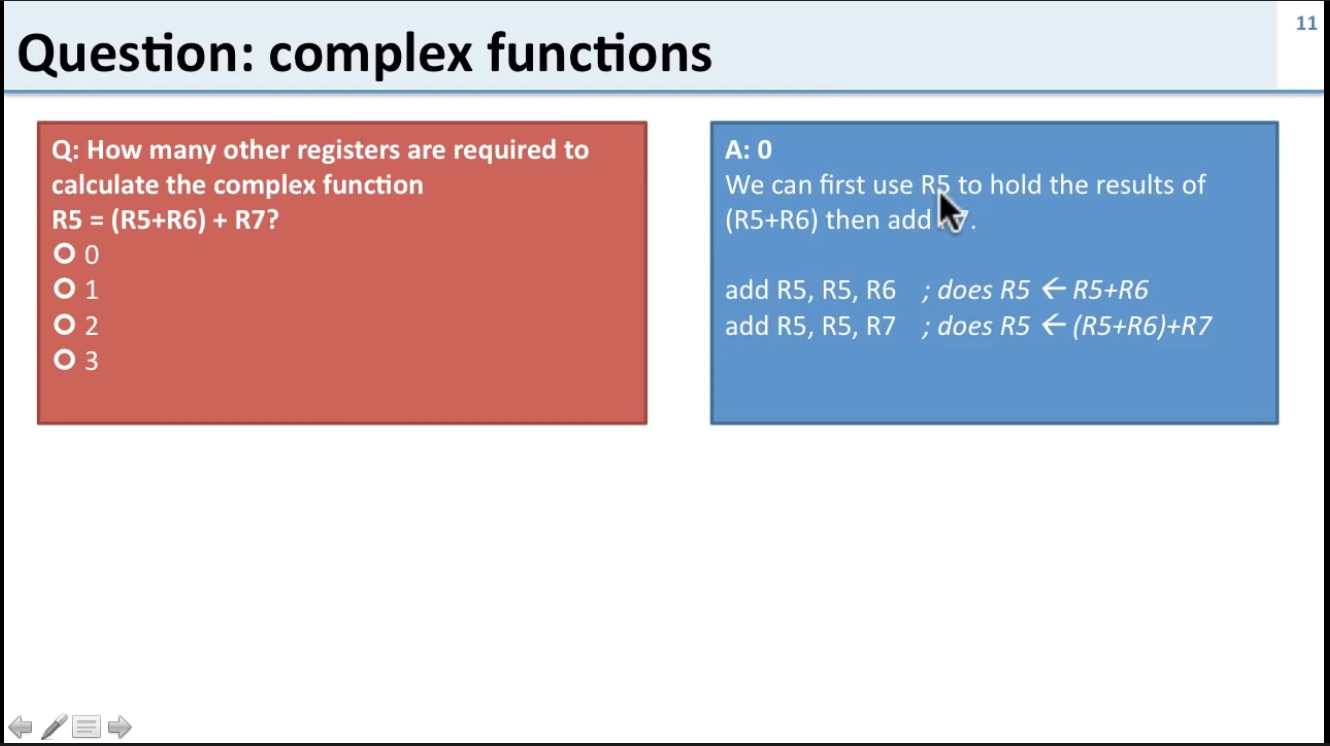 11
Question: complex functions
Q: How many other registers are required to
calculate the complex function
R5 = (R5+R6) + R7?
0
1
2
3
A: 0
We can first use R5 to hold the results of
(R5+R6) then add R7.
add R5, R5, R6 ; does R5 ← R5+R6
add R5, R5, R7 ; does R5 ← (R5+R6)+R7